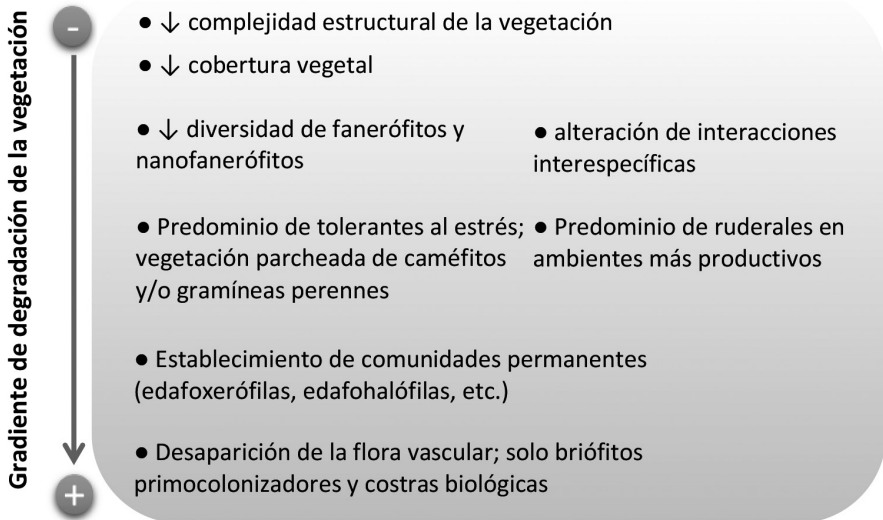 Gradiente de degradación de la vegetación
-
● ↓ complejidad estructural de la vegetación
● ↓ cobertura vegetal
● ↓ diversidad de fanerófitos y
nanofanerófitos
● alteración de interacciones
interespecíficas
● Predominio de tolerantes al estrés;
vegetación parcheada de caméfitos
y/o gramíneas perennes
● Predominio de ruderales en
ambientes más productivos
● Establecimiento de comunidades permanentes
(edafoxerófilas, edafohalófilas, etc.)
● Desaparición de la flora vascular; solo briófitos
primocolonizadores y costras biológicas
+